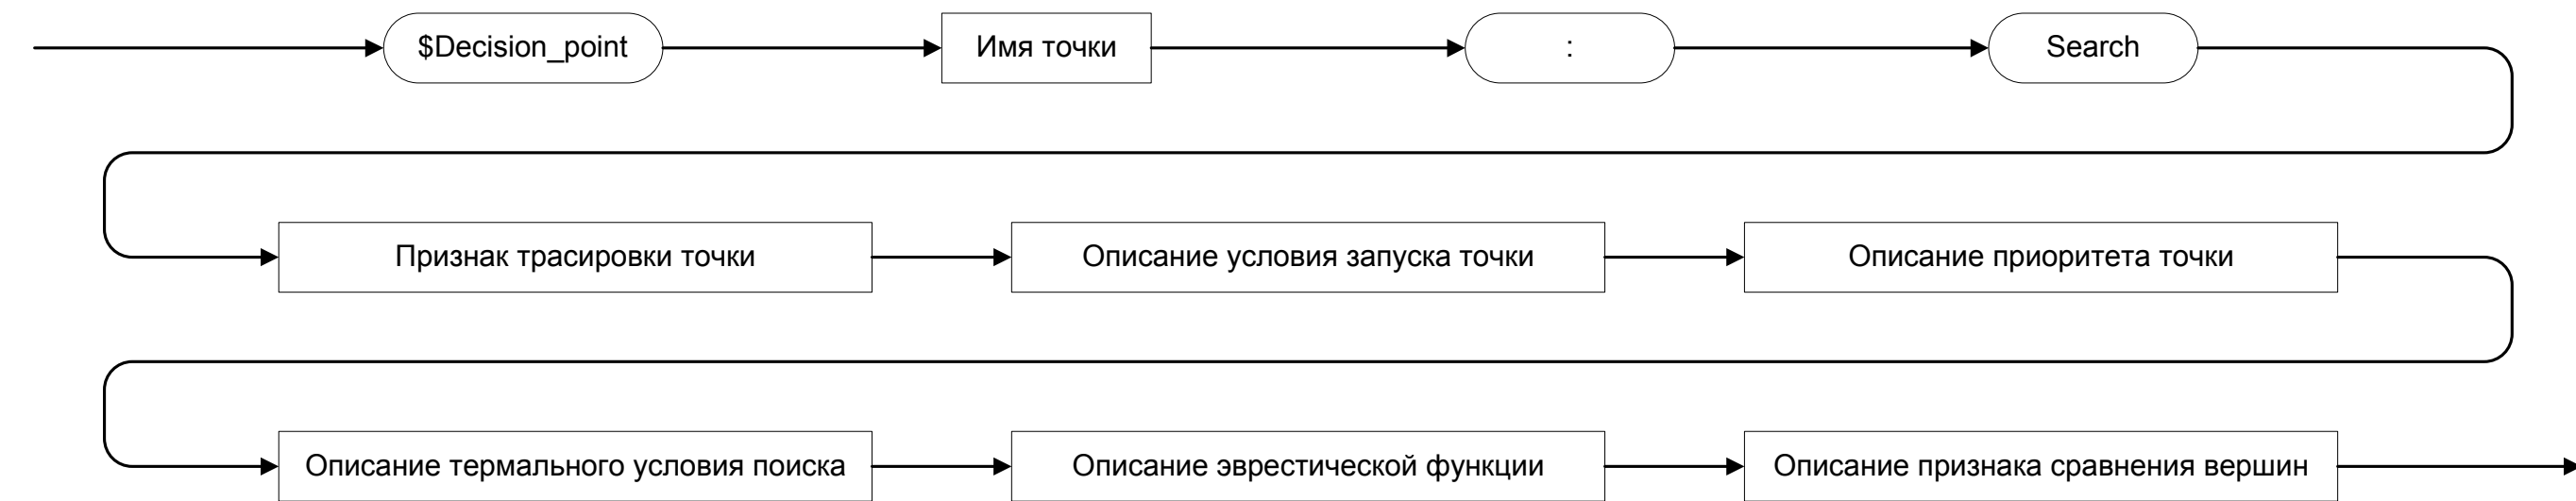 $Decision_point
Имя точки
:
Search
Признак трасировки точки
Описание условия запуска точки
Описание приоритета точки
Описание термального условия поиска
Описание эврестической функции
Описание признака сравнения вершин